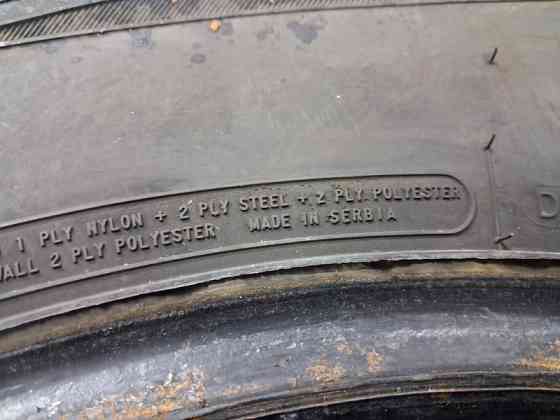 1 PLY NYLON + 2 PLY STEEL + 2 PLY POLYESTER
WALL 2 PLY POLYESTER MADE IN SERBIA
D